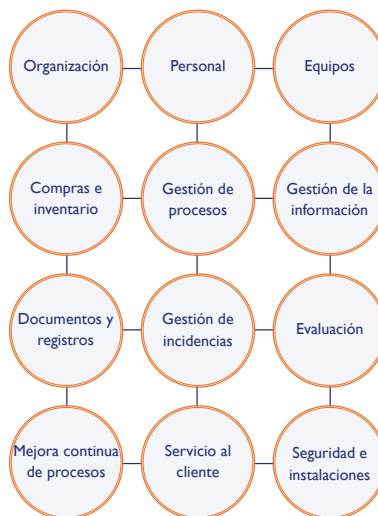 Organización
Personal
Equipos
Compras e
inventario
Gestión de
procesos
Gestión de la
información
Documentos y
registros
Gestión de
incidencias
Evaluación
Mejora continua
de procesos
Servicio al
cliente
Seguridad e
instalaciones